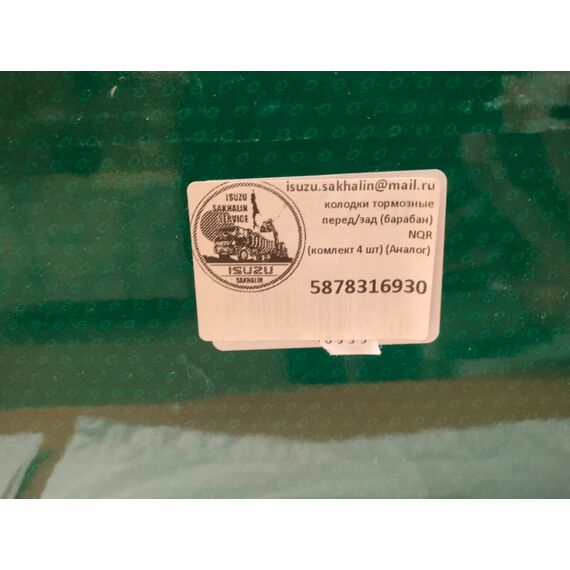 isuzu.sakhalin@mail.ru
колодки тормозные
перед/зад (барабан)
NQR
(комлект 4 шт) (Аналог)
5878316930
ISUZU
SAKHALIN
SERVICE
ISUZU
SAKHALIN